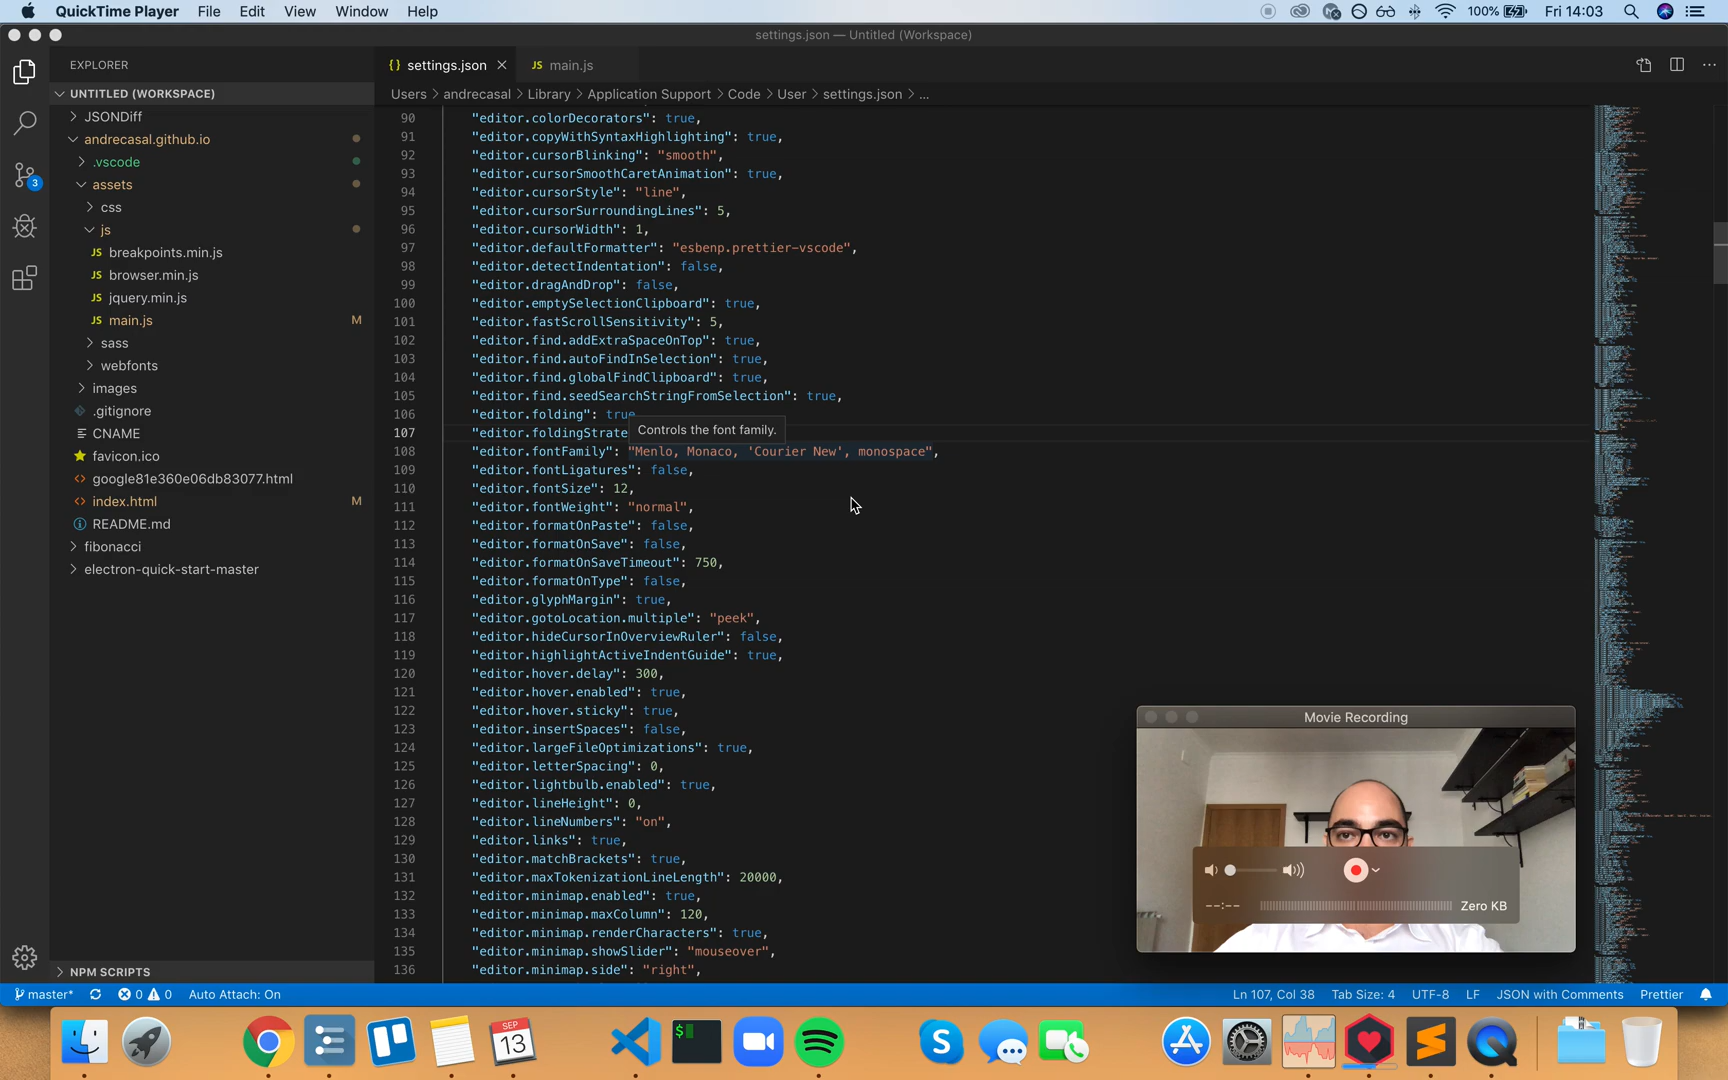 QuickTime Player File Edit View Window Help 100% Fri 14:03
settings.json — Untitled (Workspace)
EXPLORER
{} settings.json
JS main.js
UNTITLED (WORKSPACE)
Users > andrecasal > Library > Application Support > Code > User > settings.json > ...
JSONDiff
andrecasal.github.io
.vscode
assets
css
js
JS breakpoints.min.js
JS browser.min.js
JS jquery.min.js
JS main.js M
sass
webfonts
images
.gitignore
CNAME
favicon.ico
<> google81e360e06db83077.html
<> index.html M
README.md
fibonacci
electron-quick-start-master
NPM SCRIPTS
3
90 "editor.colorDecorators": true,
91 "editor.copyWithSyntaxHighlighting": true,
92 "editor.cursorBlinking": "smooth",
93 "editor.cursorSmoothCaretAnimation": true,
94 "editor.cursorStyle": "line",
95 "editor.cursorSurroundingLines": 5,
96 "editor.cursorWidth": 1,
97 "editor.defaultFormatter": "esbenp.prettier-vscode",
98 "editor.detectIndentation": false,
99 "editor.dragAndDrop": false,
100 "editor.emptySelectionClipboard": true,
101 "editor.fastScrollSensitivity": 5,
102 "editor.find.addExtraSpaceOnTop": true,
103 "editor.find.autoFindInSelection": true,
104 "editor.find.globalFindClipboard": true,
105 "editor.find.seedSearchStringFromSelection": true,
106 "editor.folding": true
107 "editor.foldingStrate
Controls the font family.
108 "editor.fontFamily": "Menlo, Monaco, 'Courier New', monospace",
109 "editor.fontLigatures": false,
110 "editor.fontSize": 12,
111 "editor.fontWeight": "normal",
112 "editor.formatOnPaste": false,
113 "editor.formatOnSave": false,
114 "editor.formatOnSaveTimeout": 750,
115 "editor.formatOnType": false,
116 "editor.glyphMargin": true,
117 "editor.gotoLocation.multiple": "peek",
118 "editor.hideCursorInOverviewRuler": false,
119 "editor.highlightActiveIndentGuide": true,
120 "editor.hover.delay": 300,
121 "editor.hover.enabled": true,
122 "editor.hover.sticky": true,
123 "editor.insertSpaces": false,
124 "editor.largeFileOptimizations": true,
125 "editor.letterSpacing": 0,
126 "editor.lightbulb.enabled": true,
127 "editor.lineHeight": 0,
128 "editor.lineNumbers": "on",
129 "editor.links": true,
130 "editor.matchBrackets": true,
131 "editor.maxTokenizationLineLength": 20000,
132 "editor.minimap.enabled": true,
133 "editor.minimap.maxColumn": 120,
134 "editor.minimap.renderCharacters": true,
135 "editor.minimap.showSlider": "mouseover",
136 "editor.minimap.side": "right",
Movie Recording
--:-- Zero KB
master* 0 0 Auto Attach: On Ln 107, Col 38 Tab Size: 4 UTF-8 LF JSON with Comments Prettier
SEP
13
$
S